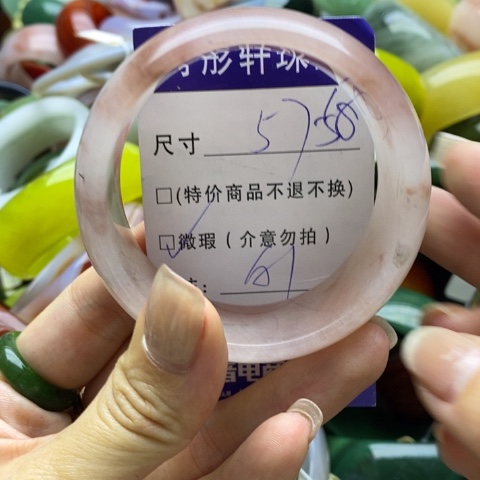 彤轩珠
尺寸 57-58
□(特价商品不退不换)
☑微瑕(介意勿拍)